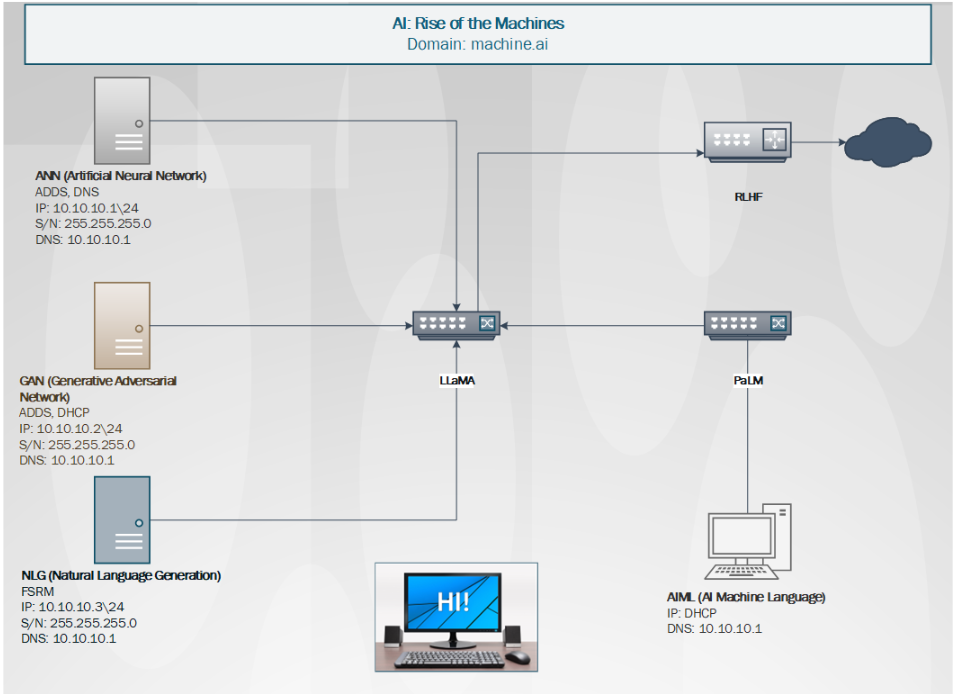 AI: Rise of the Machines
Domain: machine.ai
ANN (Artificial Neural Network)
ADDS, DNS
IP: 10.10.10.1\24
S/N: 255.255.255.0
DNS: 10.10.10.1
RLHF
GAN (Generative Adversarial
Network)
ADDS, DHCP
IP: 10.10.10.2\24
S/N: 255.255.255.0
DNS: 10.10.10.1
LLaMA
PaLM
NLG (Natural Language Generation)
FSRM
IP: 10.10.10.3\24
S/N: 255.255.255.0
DNS: 10.10.10.1
HI!
AIML (AI Machine Language)
IP: DHCP
DNS: 10.10.10.1